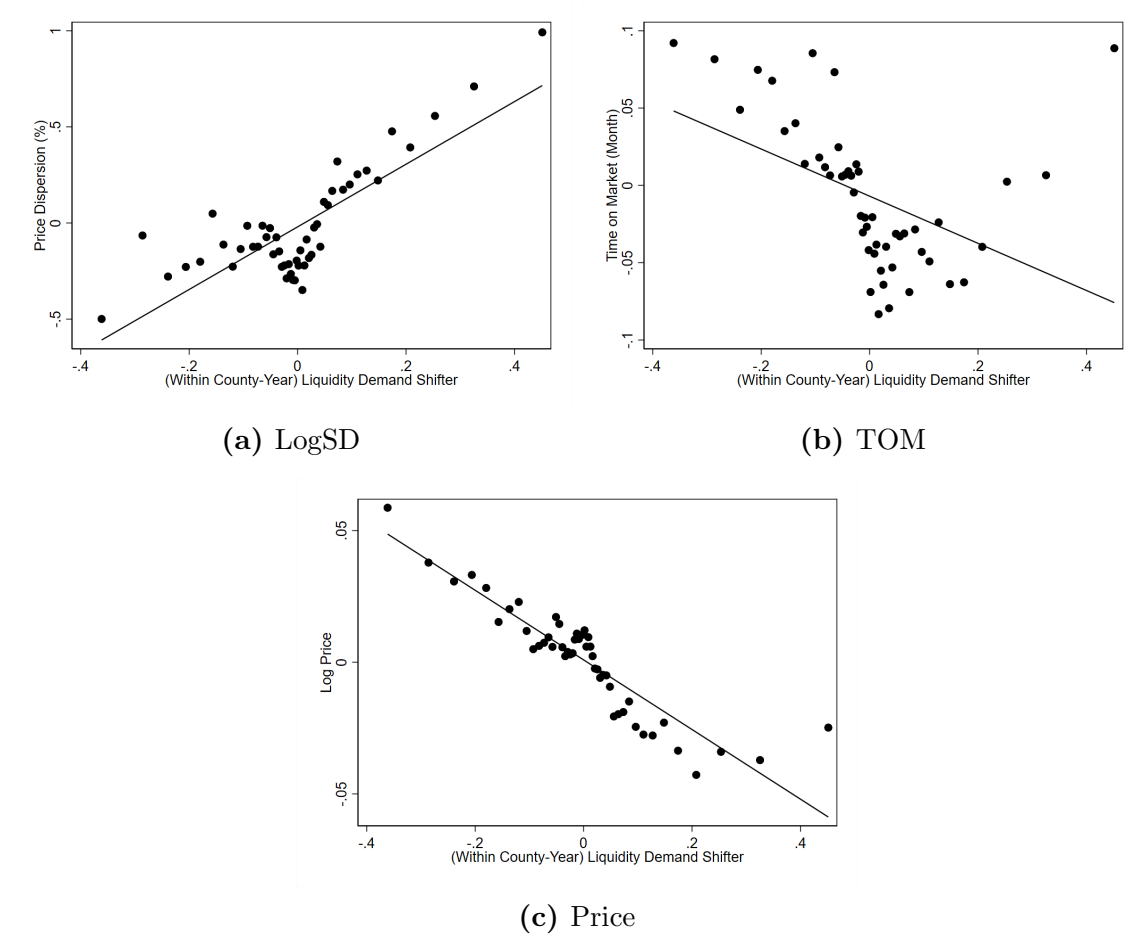 1
.5
0
-.5
Price Dispersion (%)
-.4 -.2 0 .2 .4
(Within County-Year) Liquidity Demand Shifter
(a) LogSD
.1
.05
0
-.05
-.1
Time on Market (Month)
-.4 -.2 0 .2 .4
(Within County-Year) Liquidity Demand Shifter
(b) TOM
.05
0
-.05
Log Price
-.4 -.2 0 .2 .4
(Within County-Year) Liquidity Demand Shifter
(c) Price